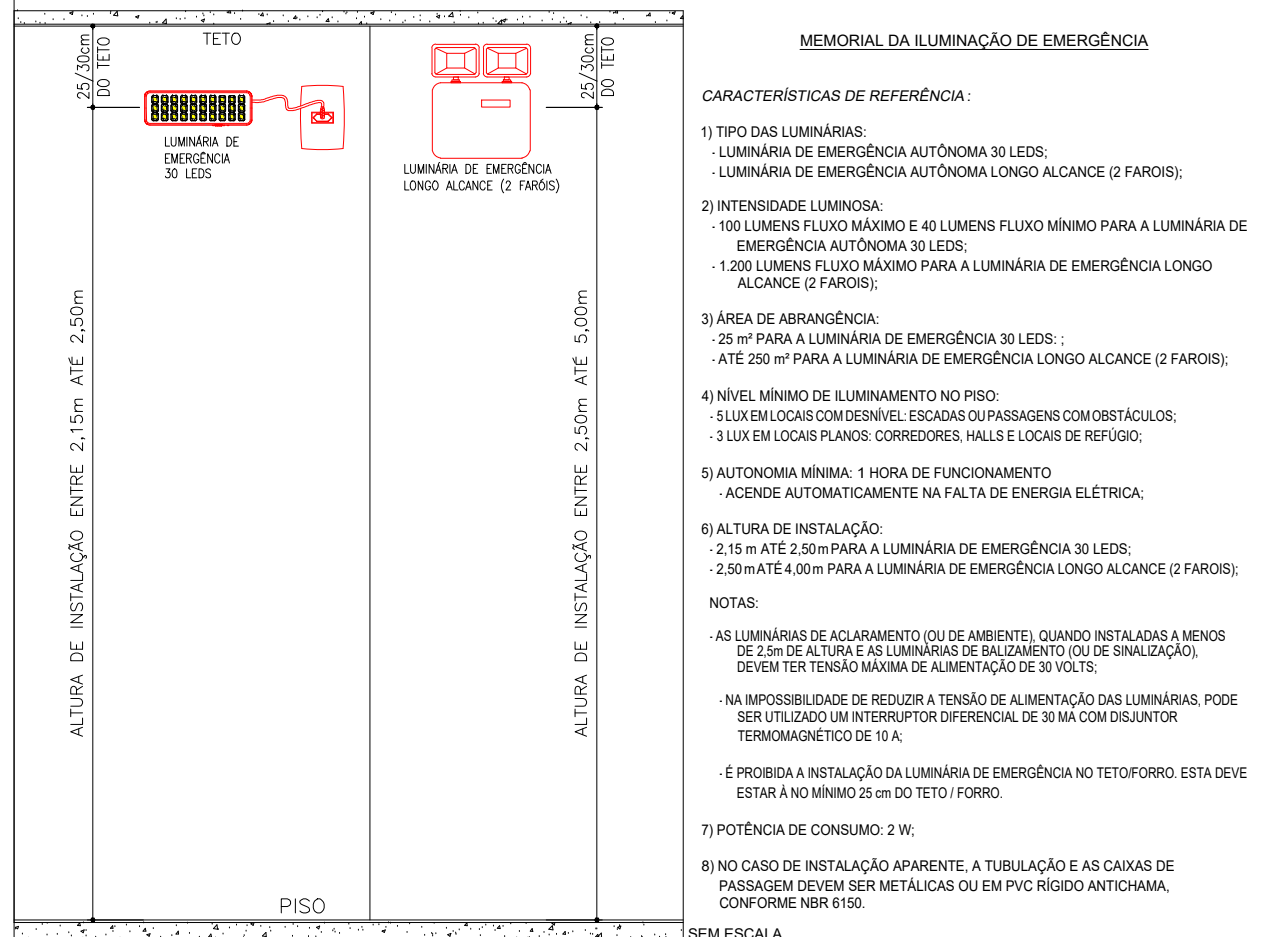 TETO
25/30cm
DO TETO
25/30cm
DO TETO
LUMINÁRIA DE
EMERGÊNCIA
30 LEDS
LUMINÁRIA DE EMERGÊNCIA
LONGO ALCANCE (2 FARÓIS)
ALTURA DE INSTALAÇÃO ENTRE 2,15m ATÉ 2,50m
ALTURA DE INSTALAÇÃO ENTRE 2,50m ATÉ 5,00m
PISO
MEMORIAL DA ILUMINAÇÃO DE EMERGÊNCIA
CARACTERÍSTICAS DE REFERÊNCIA :
1) TIPO DAS LUMINÁRIAS:
- LUMINÁRIA DE EMERGÊNCIA AUTÔNOMA 30 LEDS;
- LUMINÁRIA DE EMERGÊNCIA AUTÔNOMA LONGO ALCANCE (2 FAROIS);
2) INTENSIDADE LUMINOSA:
- 100 LUMENS FLUXO MÁXIMO E 40 LUMENS FLUXO MÍNIMO PARA A LUMINÁRIA DE
EMERGÊNCIA AUTÔNOMA 30 LEDS;
- 1.200 LUMENS FLUXO MÁXIMO PARA A LUMINÁRIA DE EMERGÊNCIA LONGO
ALCANCE (2 FAROIS);
3) ÁREA DE ABRANGÊNCIA:
- 25 m² PARA A LUMINÁRIA DE EMERGÊNCIA 30 LEDS: ;
- ATÉ 250 m² PARA A LUMINÁRIA DE EMERGÊNCIA LONGO ALCANCE (2 FAROIS);
4) NÍVEL MÍNIMO DE ILUMINAMENTO NO PISO:
- 5 LUX EM LOCAIS COM DESNÍVEL: ESCADAS OU PASSAGENS COM OBSTÁCULOS;
- 3 LUX EM LOCAIS PLANOS: CORREDORES, HALLS E LOCAIS DE REFÚGIO;
5) AUTONOMIA MÍNIMA: 1 HORA DE FUNCIONAMENTO
- ACENDE AUTOMATICAMENTE NA FALTA DE ENERGIA ELÉTRICA;
6) ALTURA DE INSTALAÇÃO:
- 2,15 m ATÉ 2,50 m PARA A LUMINÁRIA DE EMERGÊNCIA 30 LEDS;
- 2,50 m ATÉ 4,00 m PARA A LUMINÁRIA DE EMERGÊNCIA LONGO ALCANCE (2 FAROIS);
NOTAS:
- AS LUMINÁRIAS DE ACLARAMENTO (OU DE AMBIENTE), QUANDO INSTALADAS A MENOS
DE 2,5m DE ALTURA E AS LUMINÁRIAS DE BALIZAMENTO (OU DE SINALIZAÇÃO),
DEVEM TER TENSÃO MÁXIMA DE ALIMENTAÇÃO DE 30 VOLTS;
- NA IMPOSSIBILIDADE DE REDUZIR A TENSÃO DE ALIMENTAÇÃO DAS LUMINÁRIAS, PODE
SER UTILIZADO UM INTERRUPTOR DIFERENCIAL DE 30 MA COM DISJUNTOR
TERMOMAGNÉTICO DE 10 A;
- É PROIBIDA A INSTALAÇÃO DA LUMINÁRIA DE EMERGÊNCIA NO TETO/FORRO. ESTA DEVE
ESTAR À NO MÍNIMO 25 cm DO TETO / FORRO.
7) POTÊNCIA DE CONSUMO: 2 W;
8) NO CASO DE INSTALAÇÃO APARENTE, A TUBULAÇÃO E AS CAIXAS DE
PASSAGEM DEVEM SER METÁLICAS OU EM PVC RÍGIDO ANTICHAMA,
CONFORME NBR 6150.
SEM ESCALA